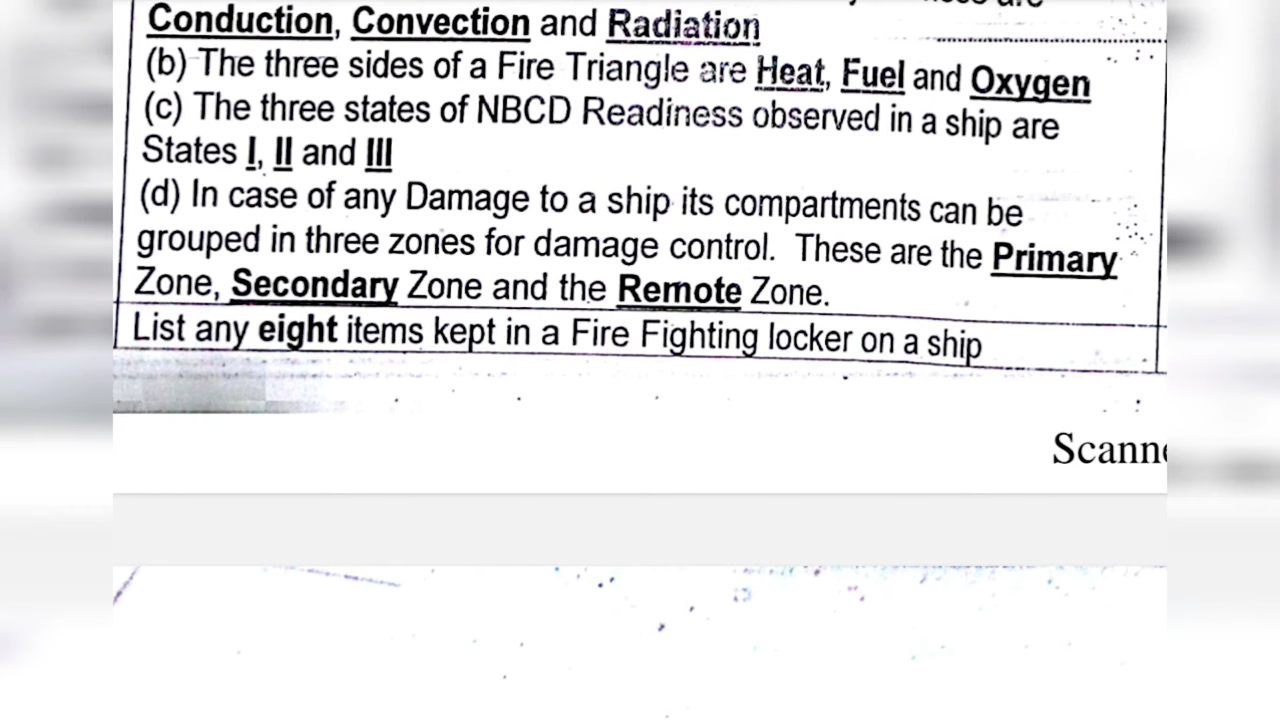 Conduction, Convection and Radiation
(b) The three sides of a Fire Triangle are Heat, Fuel and Oxygen
(c) The three states of NBCD Readiness observed in a ship are
States I, II and III
(d) In case of any Damage to a ship its compartments can be
grouped in three zones for damage control. These are the Primary
Zone, Secondary Zone and the Remote Zone.
List any eight items kept in a Fire Fighting locker on a ship